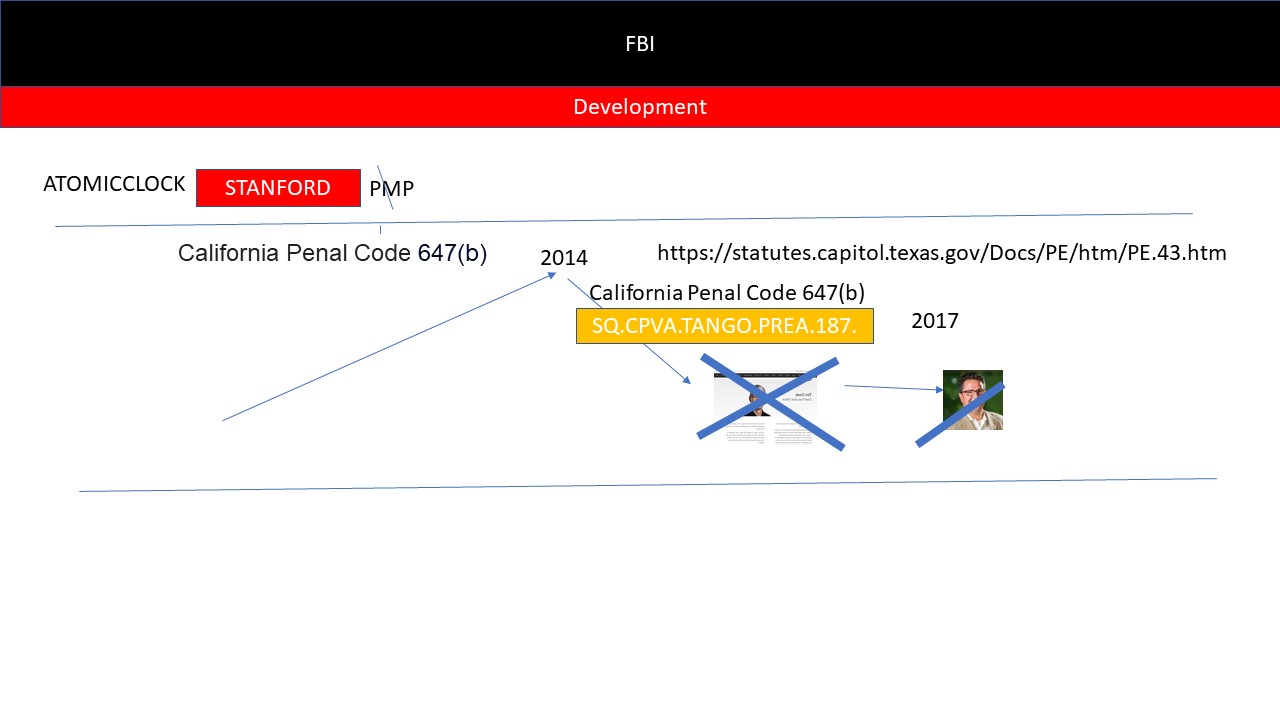 FBI
Development
ATOMICCLOCK
STANFORD
PMP
California Penal Code 647(b)
2014
https://statutes.capitol.texas.gov/Docs/PE/htm/PE.43.htm
California Penal Code 647(b)
SQ.CPVA.TANGO.PREA.187.
2017